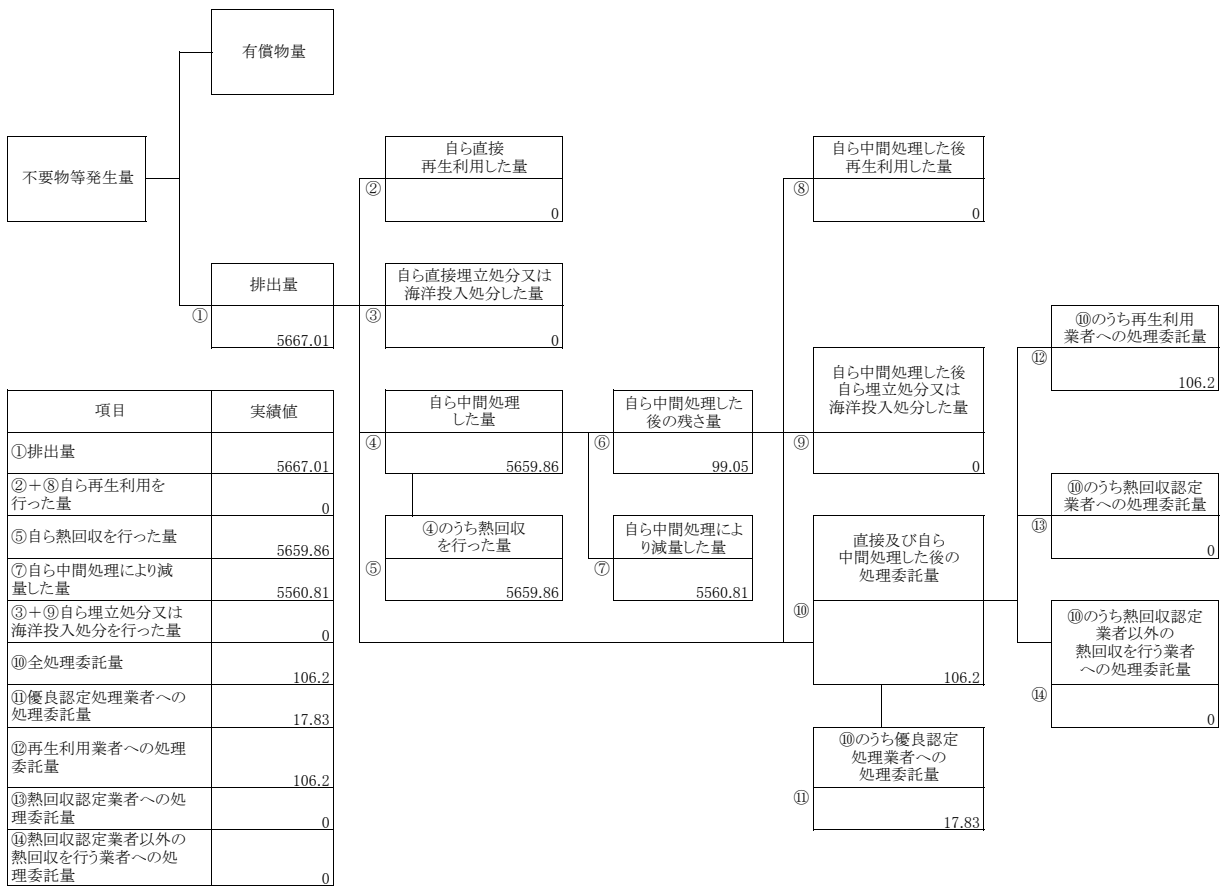 有償物量
不要物等発生量
排出量
①
5667.01
自ら直接
再生利用した量
②
0
自ら直接埋立処分又は
海洋投入処分した量
③
0
自ら中間処理
した量
④
5659.86
④のうち熱回収
を行った量
⑤
5659.86
自ら中間処理した
後の残さ量
⑥
99.05
自ら中間処理によ
り減量した量
⑦
5560.81
自ら中間処理した後
再生利用した量
⑧
0
自ら中間処理した後
自ら埋立処分又は
海洋投入処分した量
⑨
0
直接及び自ら
中間処理した後の
処理委託量
⑩
106.2
⑩のうち優良認定
処理業者への
処理委託量
⑪
17.83
⑩のうち再生利用
業者への処理委託量
⑫
106.2
⑩のうち熱回収認定
業者への処理委託量
⑬
0
⑩のうち熱回収認定
業者以外の
熱回収を行う業者
への処理委託量
⑭
0
項目 実績値
①排出量
5667.01
②＋⑧自ら再生利用を
行った量
0
⑤自ら熱回収を行った量
5659.86
⑦自ら中間処理により減
量した量
5560.81
③＋⑨自ら埋立処分又は
海洋投入処分を行った量
0
⑩全処理委託量
106.2
⑪優良認定処理業者への
処理委託量
17.83
⑫再生利用業者への処理
委託量
106.2
⑬熱回収認定業者への処
理委託量
0
⑭熱回収認定業者以外の
熱回収を行う業者への処
理委託量
0